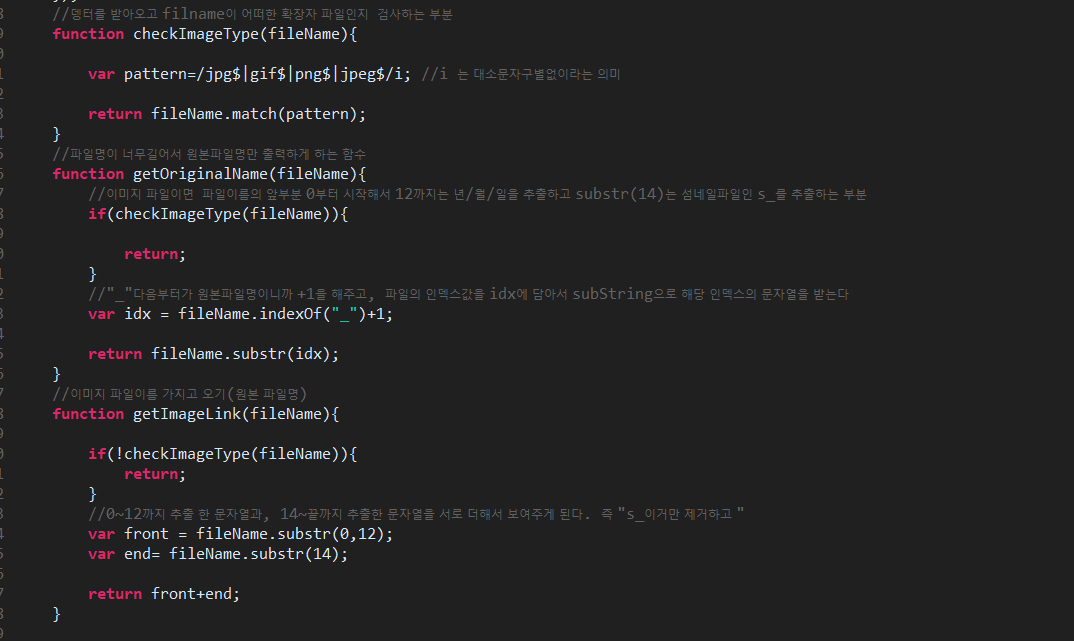 //뎅터를 받아오고 filname이 어떠한 확장자 파일인지 검사하는 부분
function checkImageType(fileName){
var pattern=/jpg$|gif$|png$|jpeg$/i; //i 는 대소문자구별없이라는 의미
return fileName.match(pattern);
}
//파일명이 너무길어서 원본파일명만 출력하게 하는 함수
function getOriginalName(fileName){
//이미지 파일이면 파일이름의 앞부분 0부터 시작해서 12까지는 년/월/일을 추출하고 substr(14)는 섬네일파일인 s_를 추출하는 부분
if(checkImageType(fileName)){
return;
}
//"_"다음부터가 원본파일명이니까 +1을 해주고, 파일의 인덱스값을 idx에 담아서 subString으로 해당 인덱스의 문자열을 받는다
var idx = fileName.indexOf("_")+1;
return fileName.substr(idx);
}
//이미지 파일이름 가지고 오기(원본 파일명)
function getImageLink(fileName){
if(!checkImageType(fileName)){
return;
}
//0~12까지 추출 한 문자열과, 14~끝까지 추출한 문자열을 서로 더해서 보여주게 된다. 즉 "s_이거만 제거하고 "
var front = fileName.substr(0,12);
var end= fileName.substr(14);
return front+end;
}